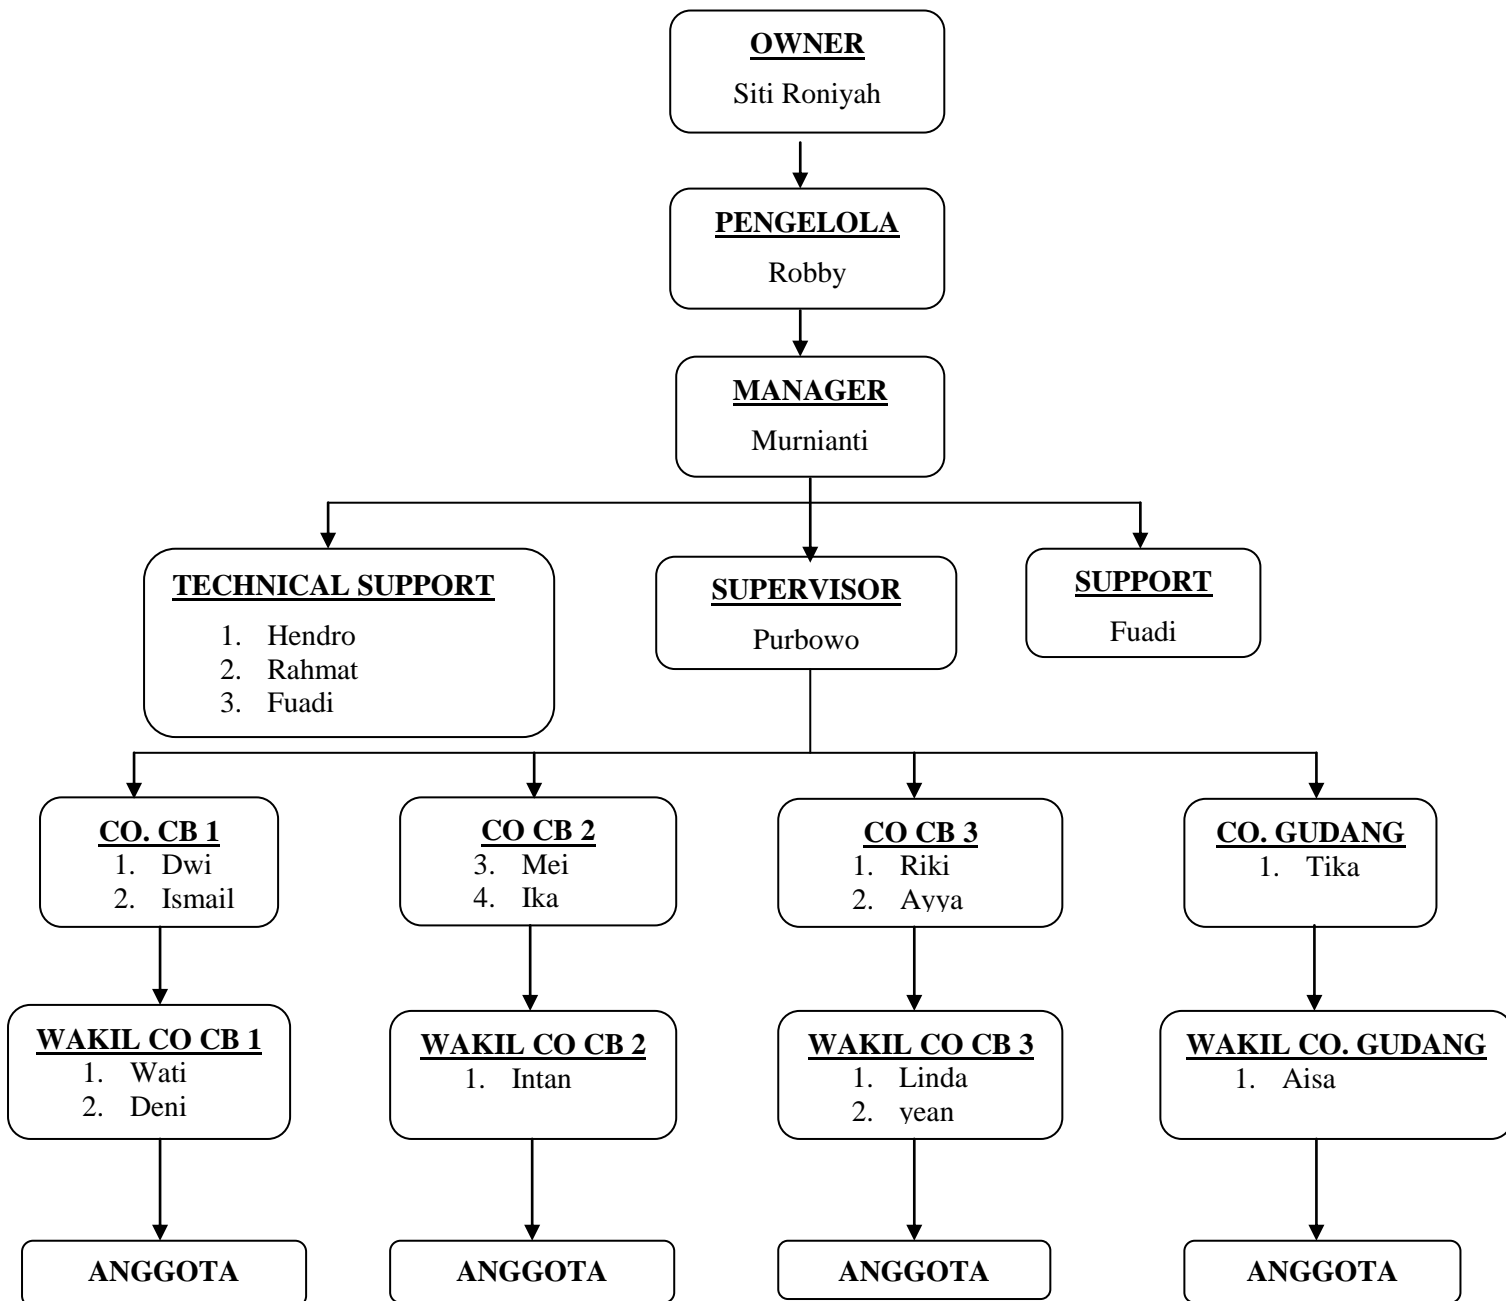 OWNER
Siti Roniyah
PENGELOLA
Robby
MANAGER
Murnianti
TECHNICAL SUPPORT
1. Hendro
2. Rahmat
3. Fuadi
SUPERVISOR
Purbowo
SUPPORT
Fuadi
CO. CB 1
1. Dwi
2. Ismail
CO CB 2
3. Mei
4. Ika
CO CB 3
1. Riki
2. Ayya
CO. GUDANG
1. Tika
WAKIL CO CB 1
1. Wati
2. Deni
WAKIL CO CB 2
1. Intan
WAKIL CO CB 3
1. Linda
2. yean
WAKIL CO. GUDANG
1. Aisa
ANGGOTA
ANGGOTA
ANGGOTA
ANGGOTA